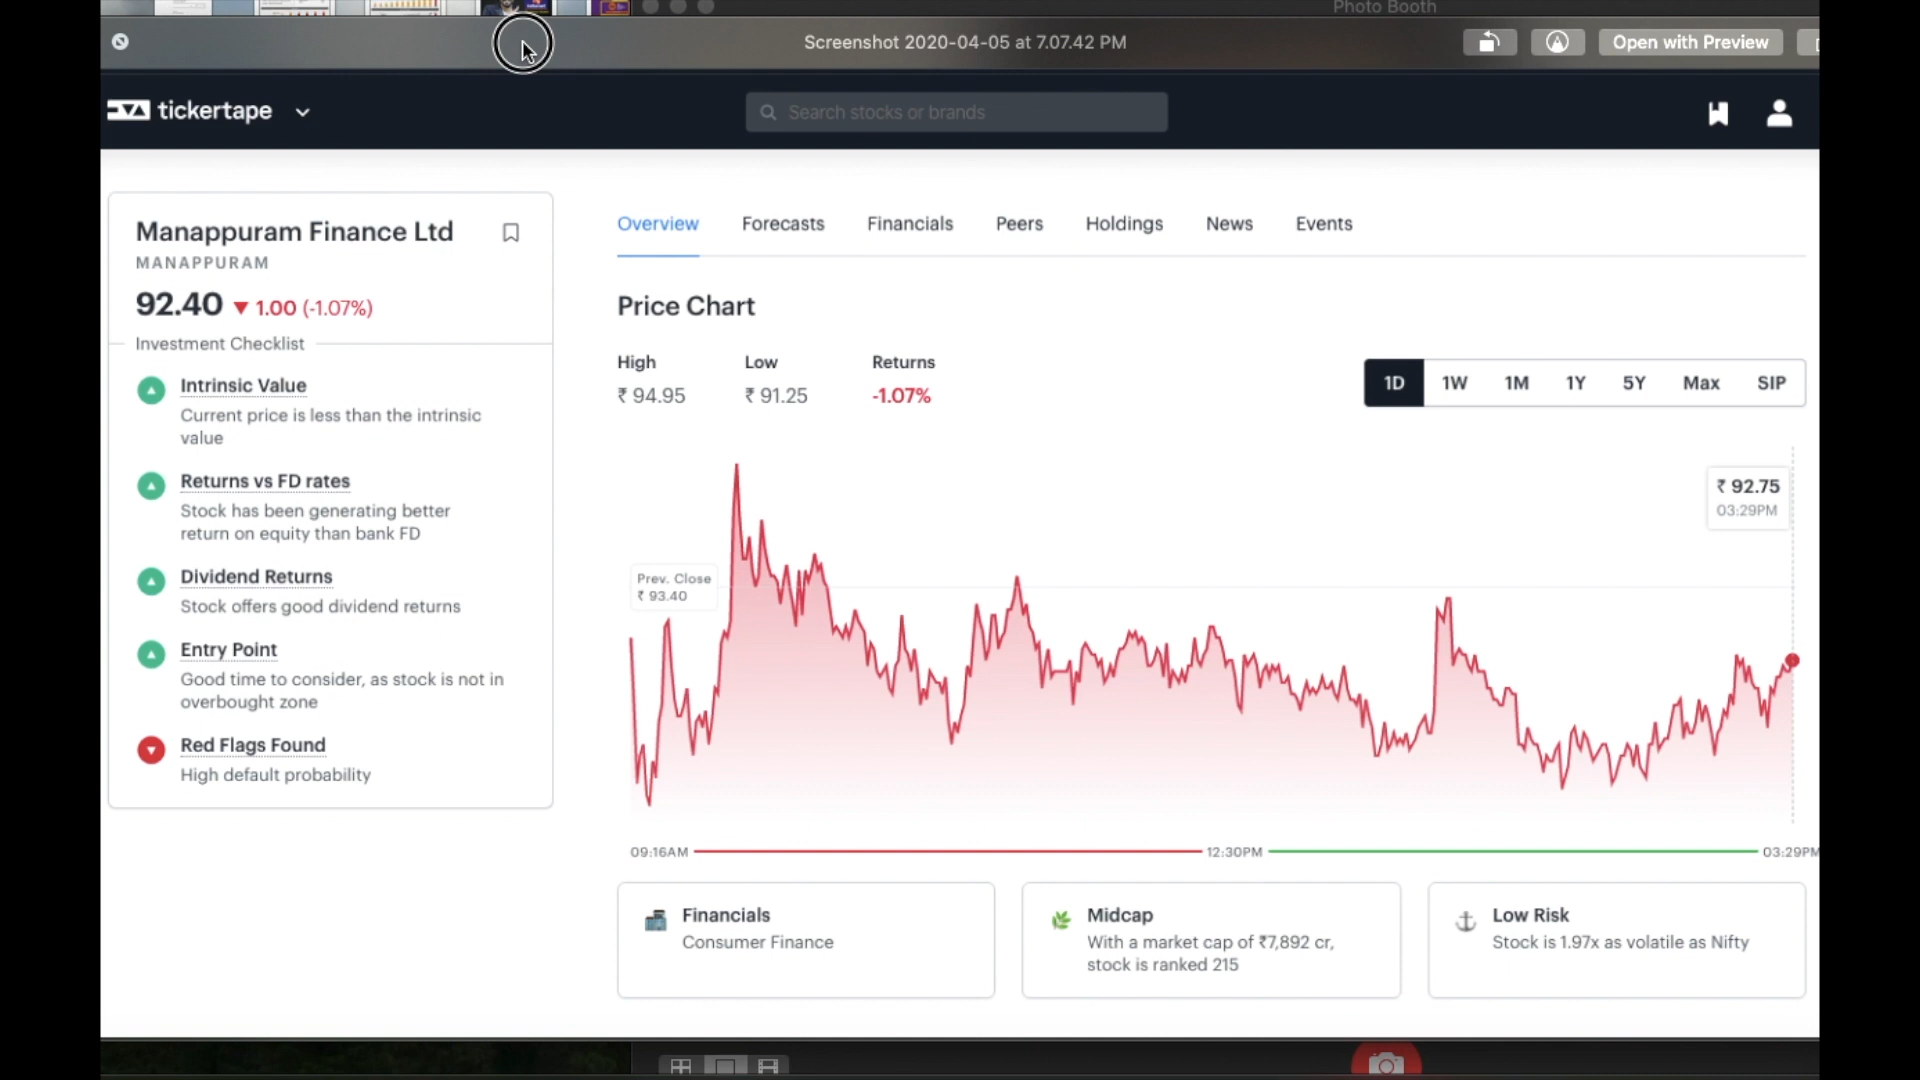 Photo Booth
Screenshot 2020-04-05 at 7.07.42 PM
Open with Preview
tickertape
Search stocks or brands
Manappuram Finance Ltd
MANAPPURAM
92.40 ▼ 1.00 (-1.07%)
Investment Checklist
Intrinsic Value
Current price is less than the intrinsic
value
Returns vs FD rates
Stock has been generating better
return on equity than bank FD
Dividend Returns
Stock offers good dividend returns
Entry Point
Good time to consider, as stock is not in
overbought zone
Red Flags Found
High default probability
Overview Forecasts Financials Peers Holdings News Events
Price Chart
High Low Returns
₹ 94.95 ₹ 91.25 -1.07%
1D 1W 1M 1Y 5Y Max SIP
₹ 92.75
03:29PM
Prev. Close
₹ 93.40
09:16AM 12:30PM 03:29PM
Financials
Consumer Finance
Midcap
With a market cap of ₹7,892 cr,
stock is ranked 215
Low Risk
Stock is 1.97x as volatile as Nifty